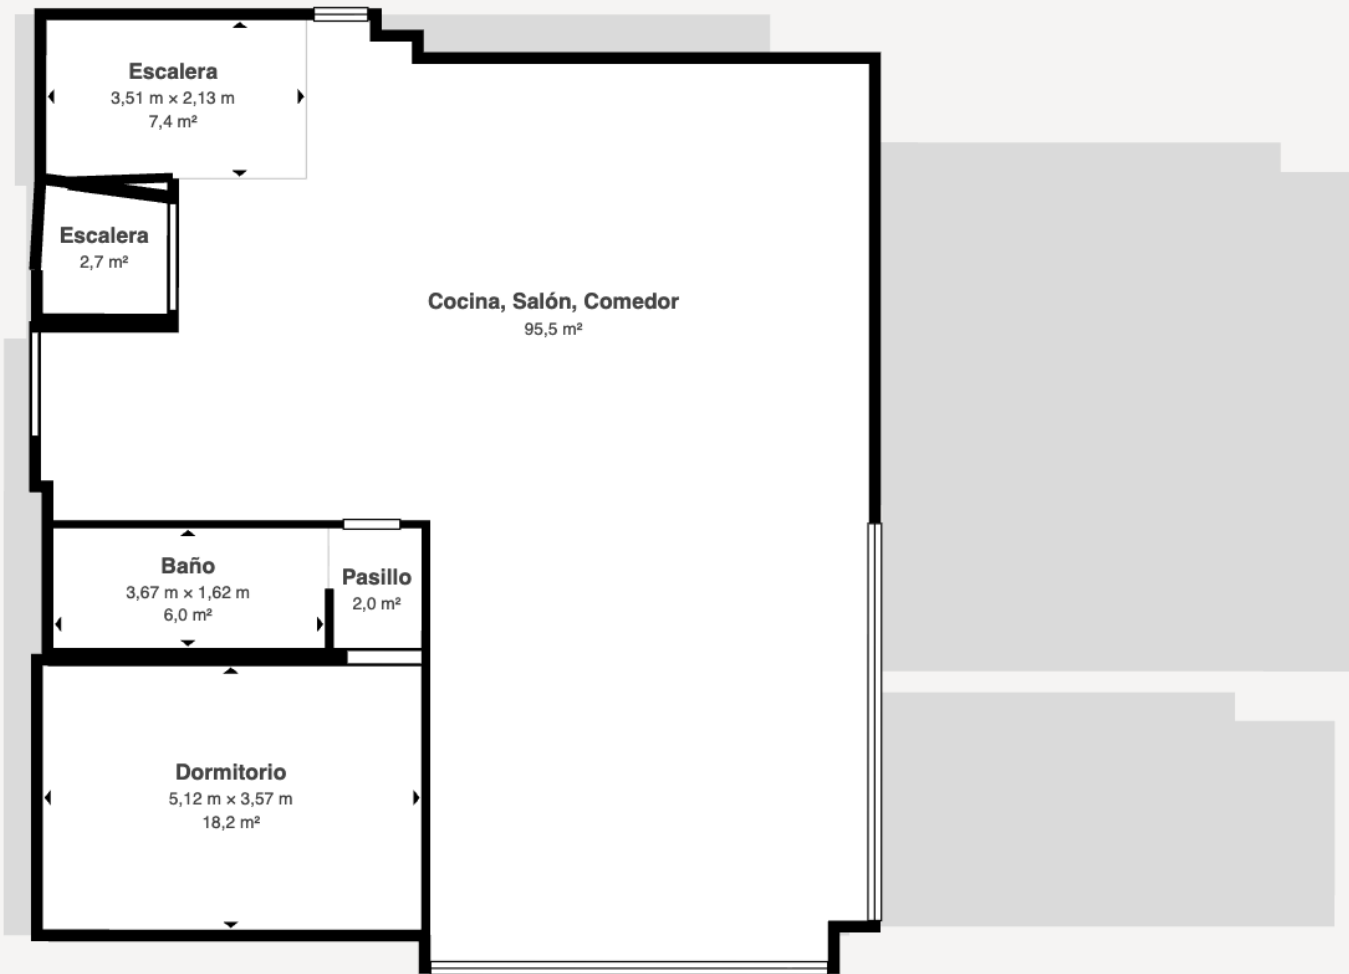 Escalera
3,51 m × 2,13 m
7,4 m²
Escalera
2,7 m²
Cocina, Salón, Comedor
95,5 m²
Baño
3,67 m × 1,62 m
6,0 m²
Pasillo
2,0 m²
Dormitorio
5,12 m × 3,57 m
18,2 m²